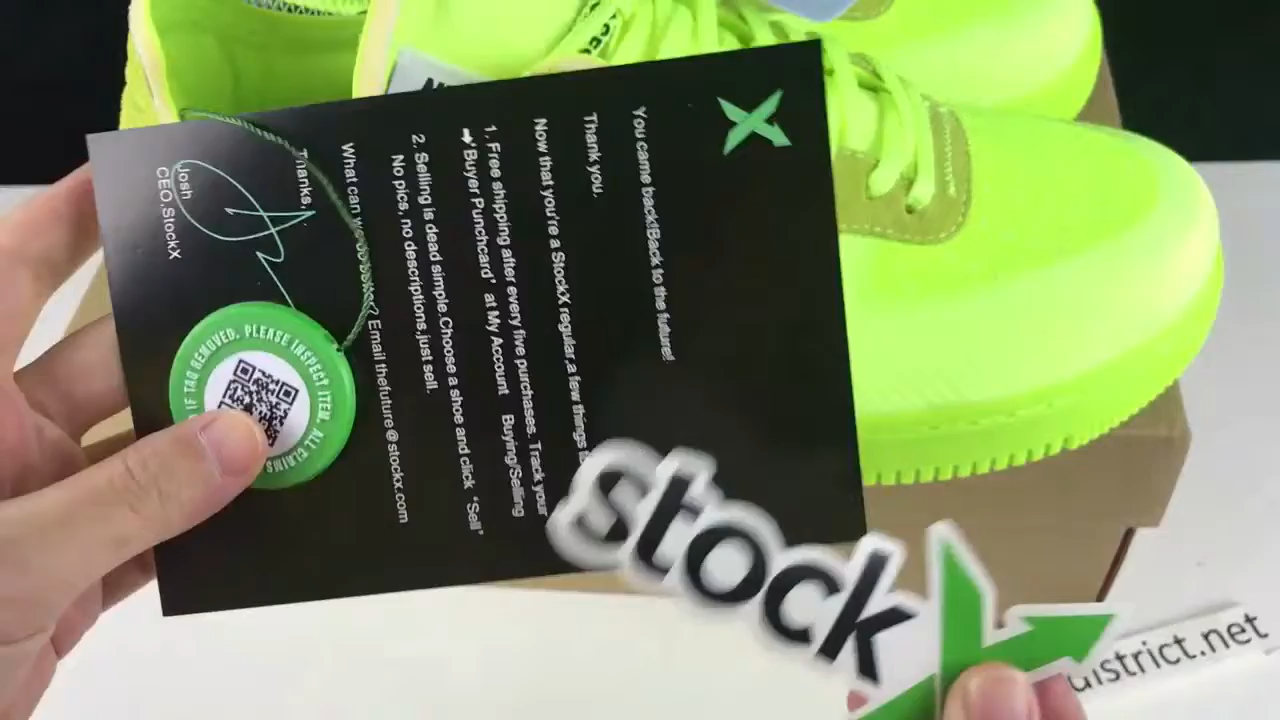 You came back!Back to the future!
Thank you.
Now that you're a StockX regular,a few things
1. Free shipping after every five purchases. Track your
➞'Buyer Punchcard' at My Account Buying/Selling
2. Selling is dead simple.Choose a shoe and click 'Sell'
No pics, no descriptions,just sell.
What can we do better? Email thefuture@stockx.com
Thanks,
Josh
CEO,StockX
IF TAG REMOVED. PLEASE INSPECT ITEM. ALL CLAIMS
stockX
district.net